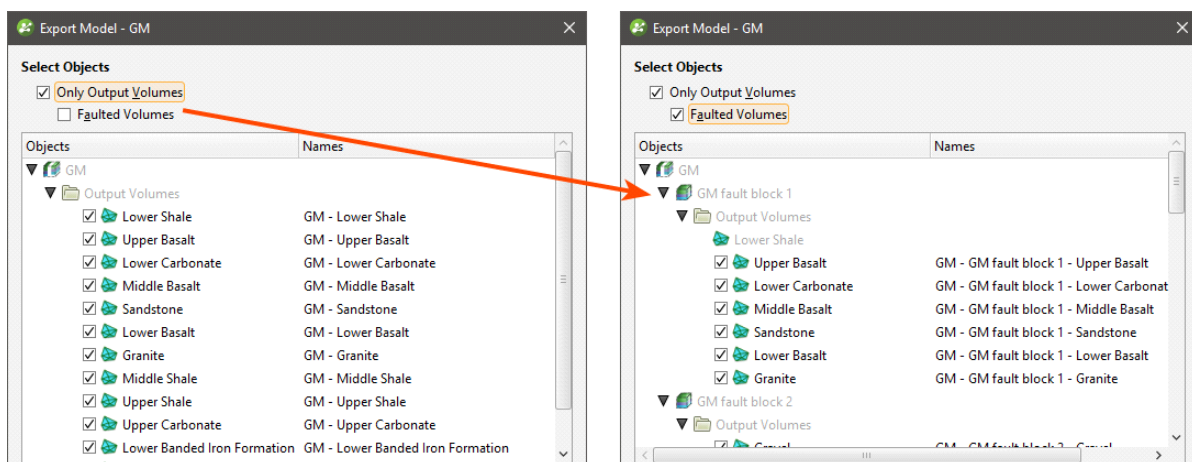 Export Model - GM
Select Objects
Only Output Volumes
Faulted Volumes
Objects Names
GM
Output Volumes
Lower Shale GM - Lower Shale
Upper Basalt GM - Upper Basalt
Lower Carbonate GM - Lower Carbonate
Middle Basalt GM - Middle Basalt
Sandstone GM - Sandstone
Lower Basalt GM - Lower Basalt
Granite GM - Granite
Middle Shale GM - Middle Shale
Upper Shale GM - Upper Shale
Upper Carbonate GM - Upper Carbonate
Lower Banded Iron Formation GM - Lower Banded Iron Formation
Export Model - GM
Select Objects
Only Output Volumes
Faulted Volumes
Objects Names
GM
GM fault block 1
Output Volumes
Lower Shale
Upper Basalt GM - GM fault block 1 - Upper Basalt
Lower Carbonate GM - GM fault block 1 - Lower Carbonat
Middle Basalt GM - GM fault block 1 - Middle Basalt
Sandstone GM - GM fault block 1 - Sandstone
Lower Basalt GM - GM fault block 1 - Lower Basalt
Granite GM - GM fault block 1 - Granite
GM fault block 2
Output Volumes
Gravel GM - GM fault block 2 - Gravel